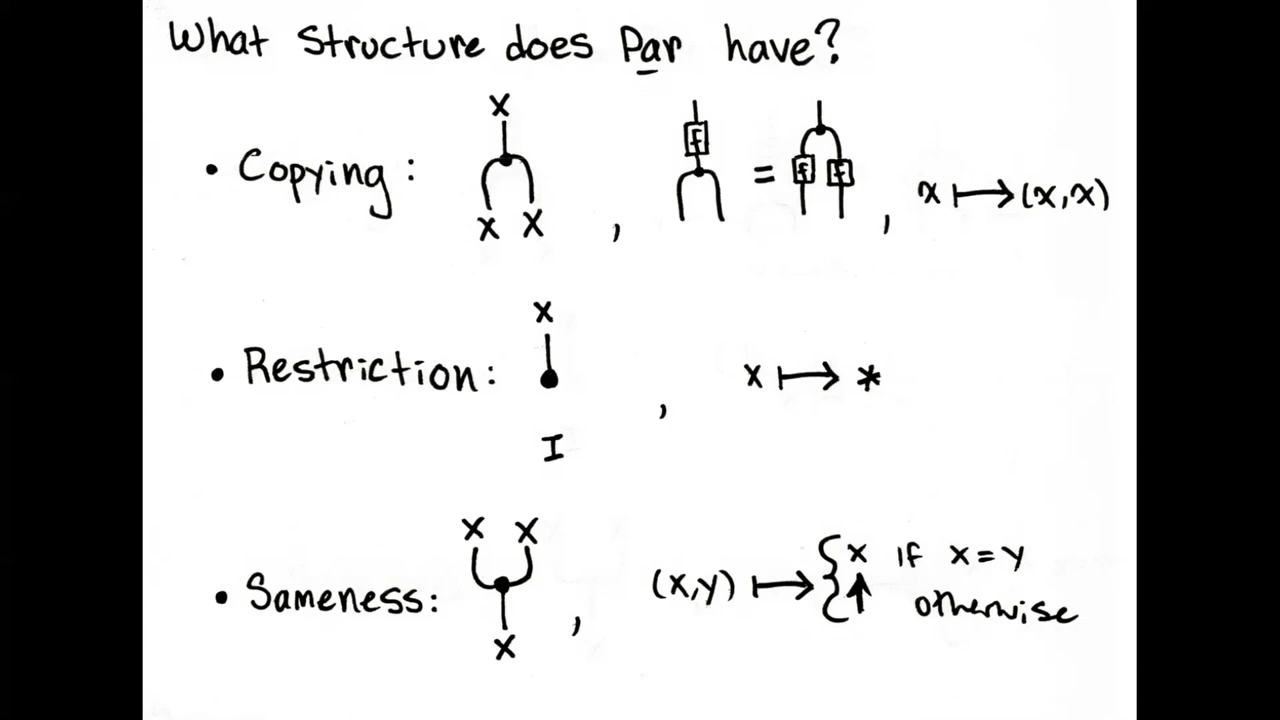 What Structure does Par have?
X
• Copying: , f = f f , x ⟼ (x,x)
X X
X
• Restriction: , x ⟼ *
I
X X
• Sameness: , (x,y) ⟼ { x if x=y
↑ otherwise
X